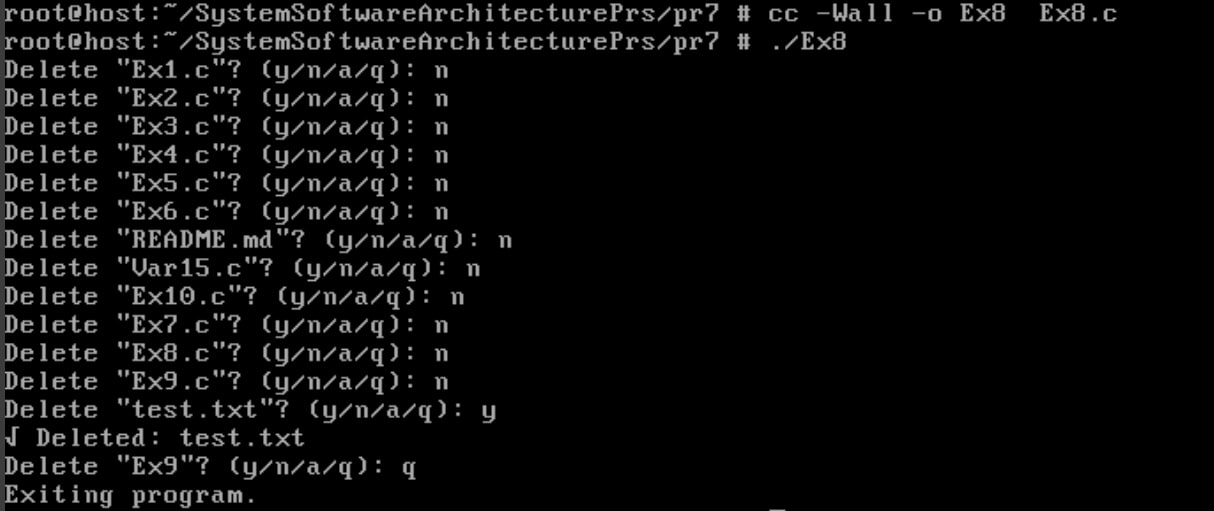 root@host:~/SystemSoftwareArchitecturePrs/pr7 # cc -Wall -o Ex8  Ex8.c
root@host:~/SystemSoftwareArchitecturePrs/pr7 # ./Ex8
Delete "Ex1.c"? (y/n/a/q): n
Delete "Ex2.c"? (y/n/a/q): n
Delete "Ex3.c"? (y/n/a/q): n
Delete "Ex4.c"? (y/n/a/q): n
Delete "Ex5.c"? (y/n/a/q): n
Delete "Ex6.c"? (y/n/a/q): n
Delete "README.md"? (y/n/a/q): n
Delete "Var15.c"? (y/n/a/q): n
Delete "Ex10.c"? (y/n/a/q): n
Delete "Ex7.c"? (y/n/a/q): n
Delete "Ex8.c"? (y/n/a/q): n
Delete "Ex9.c"? (y/n/a/q): n
Delete "test.txt"? (y/n/a/q): y
√ Deleted: test.txt
Delete "Ex9"? (y/n/a/q): q
Exiting program.